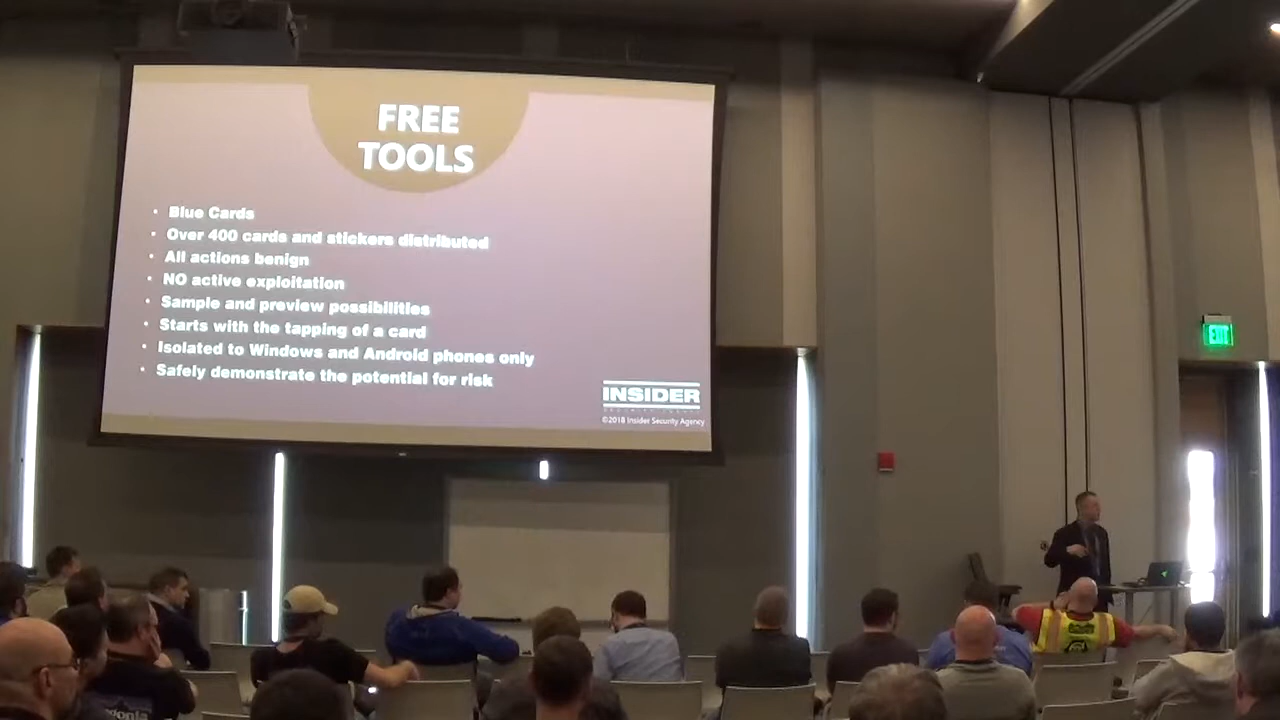 FREE
TOOLS
Blue Cards
Over 400 cards and stickers distributed
All actions benign
NO active exploitation
Sample and preview possibilities
Starts with the tapping of a card
Isolated to Windows and Android phones only
Safely demonstrate the potential for risk
INSIDER
©2018 Insider Security Agency
EXIT